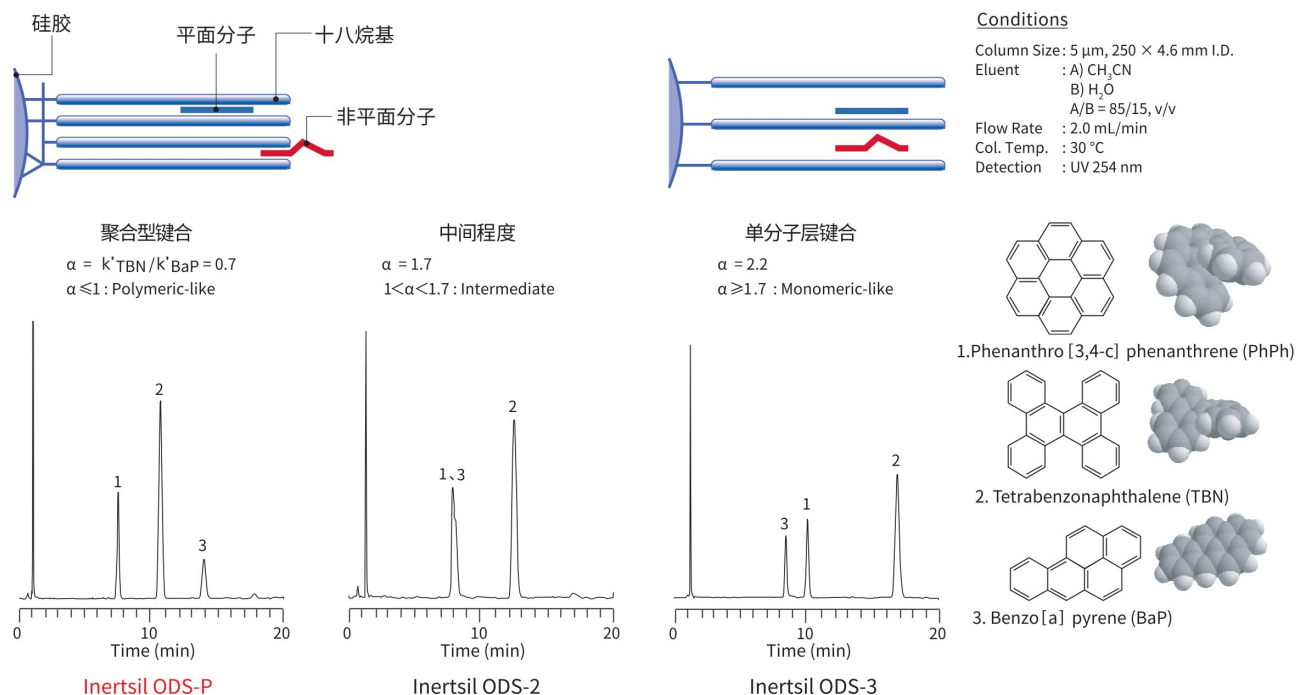 硅胶
平面分子
十八烷基
非平面分子
Conditions
Column Size : 5 μm, 250 × 4.6 mm I.D.
Eluent : A) CH3CN
B) H2O
A/B = 85/15, v/v
Flow Rate : 2.0 mL/min
Col. Temp. : 30 °C
Detection : UV 254 nm
聚合型键合
α = k’TBN/k’BaP = 0.7
α≤1 : Polymeric-like
中间程度
α = 1.7
1<α<1.7 : Intermediate
单分子层键合
α = 2.2
α≥1.7 : Monomeric-like
1
2
3
0
10
20
Time (min)
Inertsil ODS-P
1、3
2
0
10
20
Time (min)
Inertsil ODS-2
3
1
2
0
10
20
Time (min)
Inertsil ODS-3
1.Phenanthro [3,4-c] phenanthrene (PhPh)
2. Tetrabenzonaphthalene (TBN)
3. Benzo [a] pyrene (BaP)